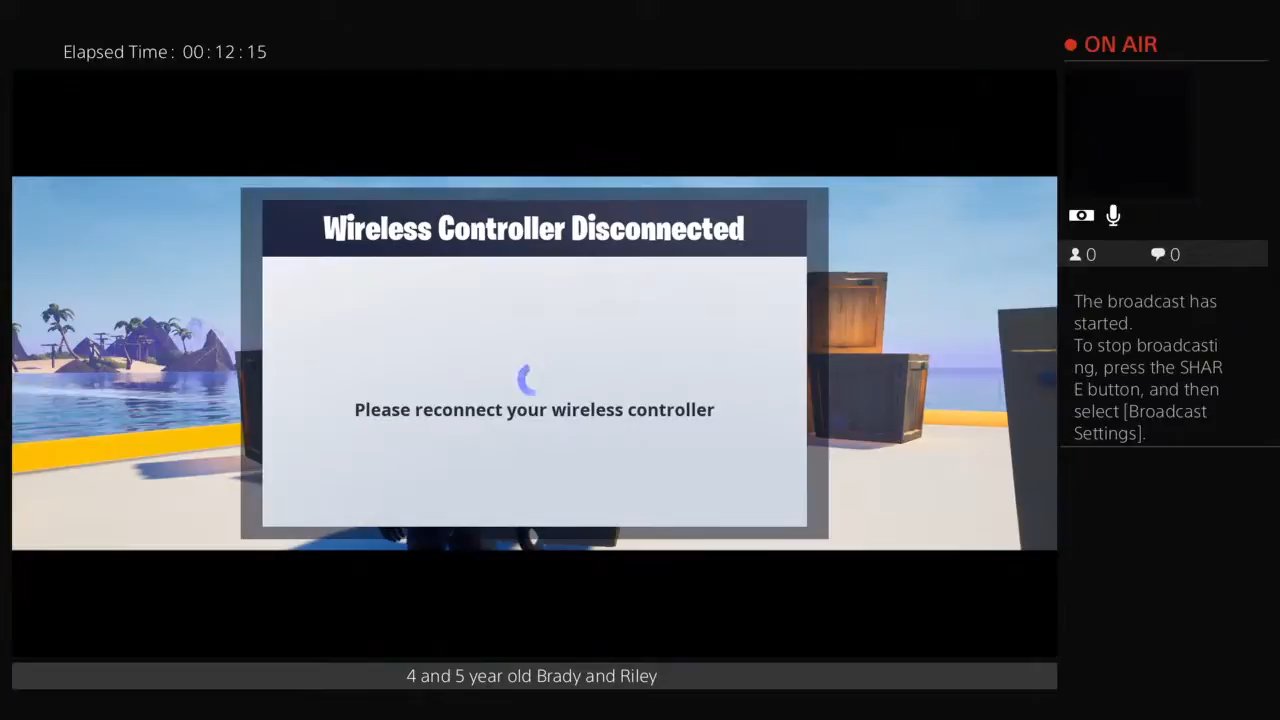 Elapsed Time: 00:12:15
ON AIR
Wireless Controller Disconnected
Please reconnect your wireless controller
0 0
The broadcast has
started.
To stop broadcasti
ng, press the SHAR
E button, and then
select [Broadcast
Settings].
4 and 5 year old Brady and Riley